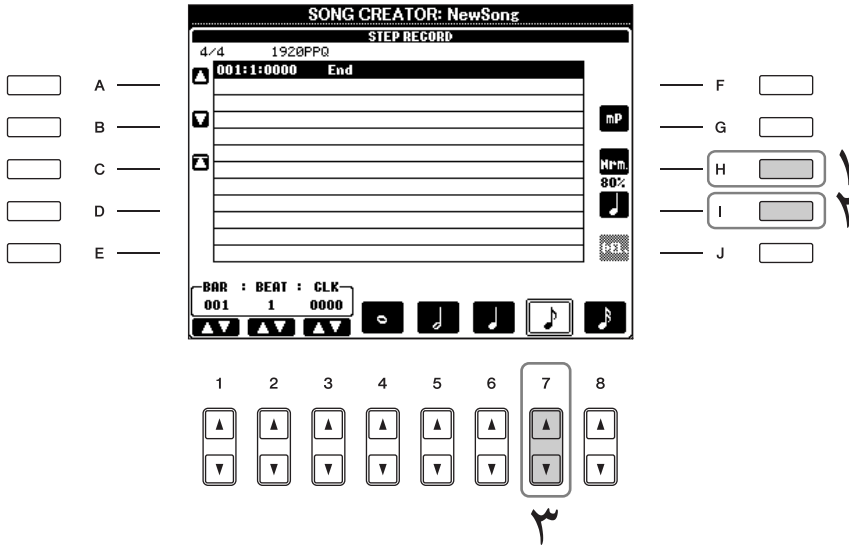 SONG CREATOR: NewSong
STEP RECORD
4/4 1920PPQ
001:1:0000 End
A
B
C
D
E
F
G
H
I
J
mP
Nrm.
80%
DEL.
١
٢
BAR : BEAT : CLK
001 1 0000
1 2 3 4 5 6 7 8
٣